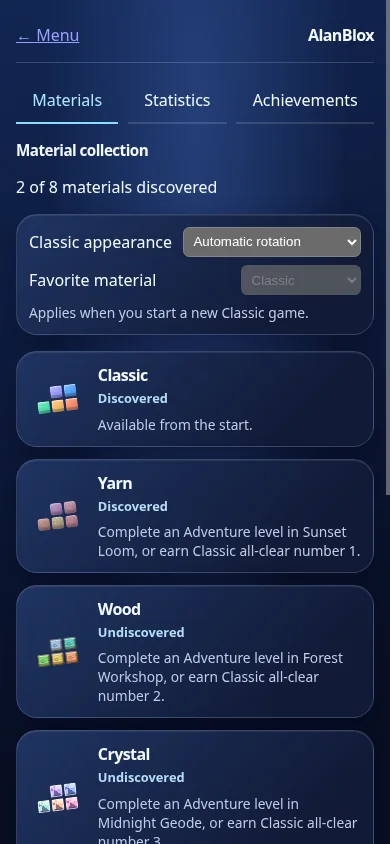 ← Menu
AlanBlox
Materials
Statistics
Achievements
Material collection
2 of 8 materials discovered
Classic appearance
Automatic rotation
Favorite material
Classic
Applies when you start a new Classic game.
Classic
Discovered
Available from the start.
Yarn
Discovered
Complete an Adventure level in Sunset
Loom, or earn Classic all-clear number 1.
Wood
Undiscovered
Complete an Adventure level in Forest
Workshop, or earn Classic all-clear
number 2.
Crystal
Undiscovered
Complete an Adventure level in
Midnight Geode, or earn Classic all-clear
number 3.